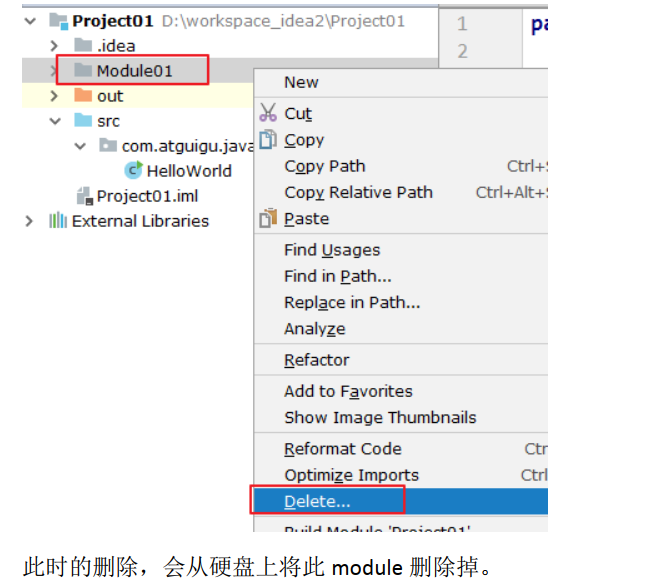 Project01 D:\workspace_idea2\Project01
.idea
Module01
out
src
com.atguigu.java
HelloWorld
Project01.iml
External Libraries
1
2
pa
New
Cut
Copy
Copy Path Ctrl+S
Copy Relative Path Ctrl+Alt+S
Paste
Find Usages
Find in Path...
Replace in Path...
Analyze
Refactor
Add to Favorites
Show Image Thumbnails
Reformat Code Ctr
Optimize Imports Ctrl
Delete...
Build Module 'Project01'
此时的删除，会从硬盘上将此 module 删除掉。